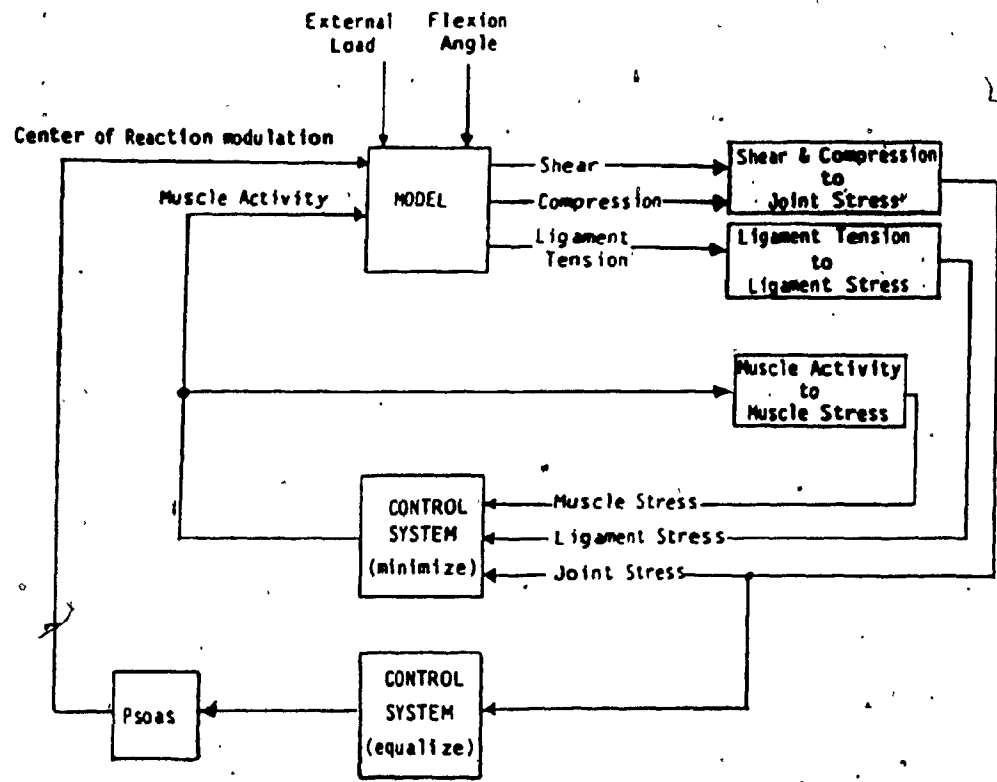 External
Load
Flexion
Angle
Center of Reaction modulation
Muscle Activity
MODEL
Shear
Compression
Ligament
Tension
Shear & Compression
to
Joint Stress
Ligament Tension
to
Ligament Stress
Muscle Activity
to
Muscle Stress
CONTROL
SYSTEM
(minimize)
Muscle Stress
Ligament Stress
Joint Stress
Psoas
CONTROL
SYSTEM
(equalize)